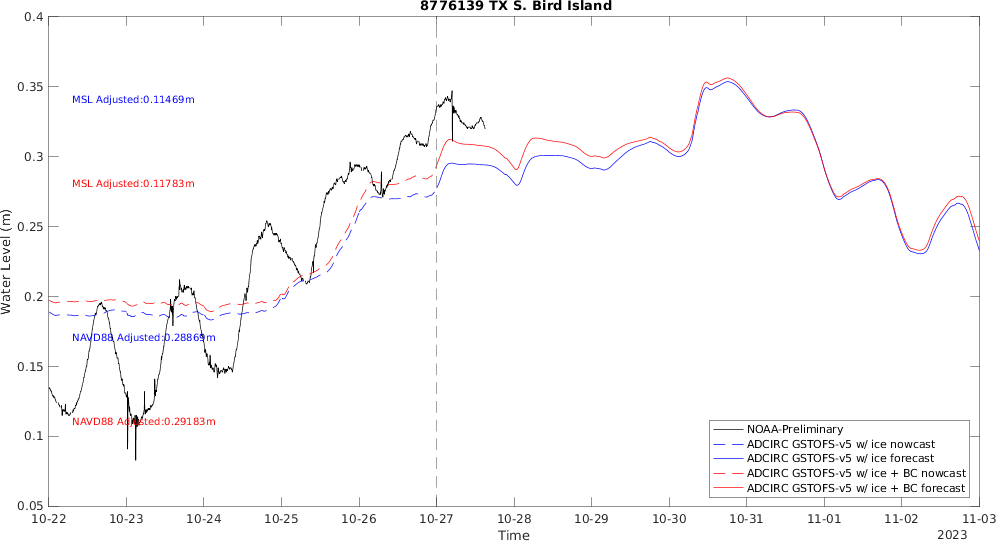 8776139 TX S. Bird Island
0.4
0.35
0.3
0.25
0.2
0.15
0.1
0.05
Water Level (m)
MSL Adjusted:0.11469m
MSL Adjusted:0.11783m
NAVD88 Adjusted:0.28869m
NAVD88 Adjusted:0.29183m
NOAA-Preliminary
ADCIRC GSTOFS-v5 w/ ice nowcast
ADCIRC GSTOFS-v5 w/ ice forecast
ADCIRC GSTOFS-v5 w/ ice + BC nowcast
ADCIRC GSTOFS-v5 w/ ice + BC forecast
10-22 10-23 10-24 10-25 10-26 10-27 10-28 10-29 10-30 10-31 11-01 11-02 11-03
Time
2023